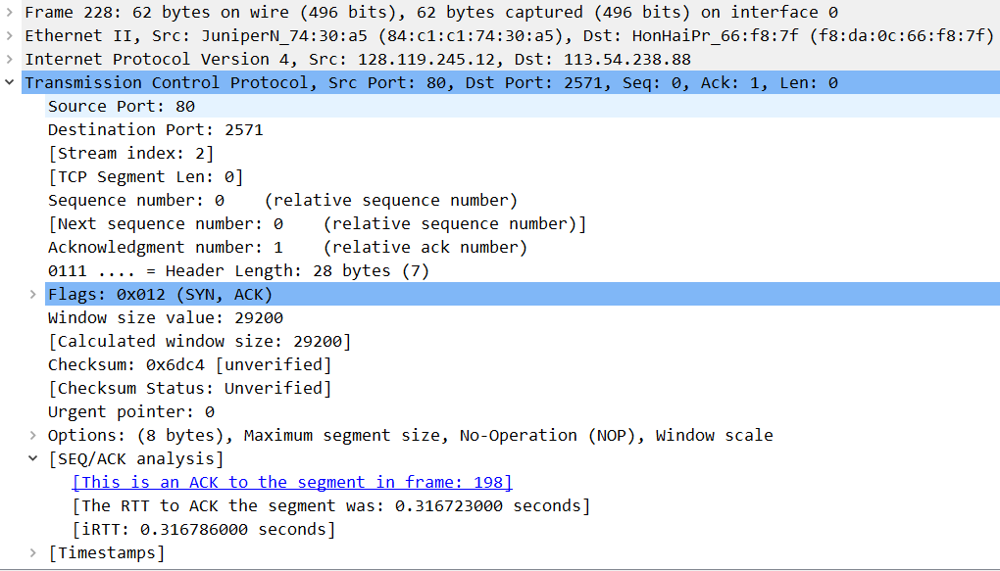 Frame 228: 62 bytes on wire (496 bits), 62 bytes captured (496 bits) on interface 0
Ethernet II, Src: JuniperN_74:30:a5 (84:c1:c1:74:30:a5), Dst: HonHaiPr_66:f8:7f (f8:da:0c:66:f8:7f)
Internet Protocol Version 4, Src: 128.119.245.12, Dst: 113.54.238.88
Transmission Control Protocol, Src Port: 80, Dst Port: 2571, Seq: 0, Ack: 1, Len: 0
Source Port: 80
Destination Port: 2571
[Stream index: 2]
[TCP Segment Len: 0]
Sequence number: 0    (relative sequence number)
[Next sequence number: 0    (relative sequence number)]
Acknowledgment number: 1    (relative ack number)
0111 .... = Header Length: 28 bytes (7)
Flags: 0x012 (SYN, ACK)
Window size value: 29200
[Calculated window size: 29200]
Checksum: 0x6dc4 [unverified]
[Checksum Status: Unverified]
Urgent pointer: 0
Options: (8 bytes), Maximum segment size, No-Operation (NOP), Window scale
[SEQ/ACK analysis]
[This is an ACK to the segment in frame: 198]
[The RTT to ACK the segment was: 0.316723000 seconds]
[iRTT: 0.316786000 seconds]
[Timestamps]